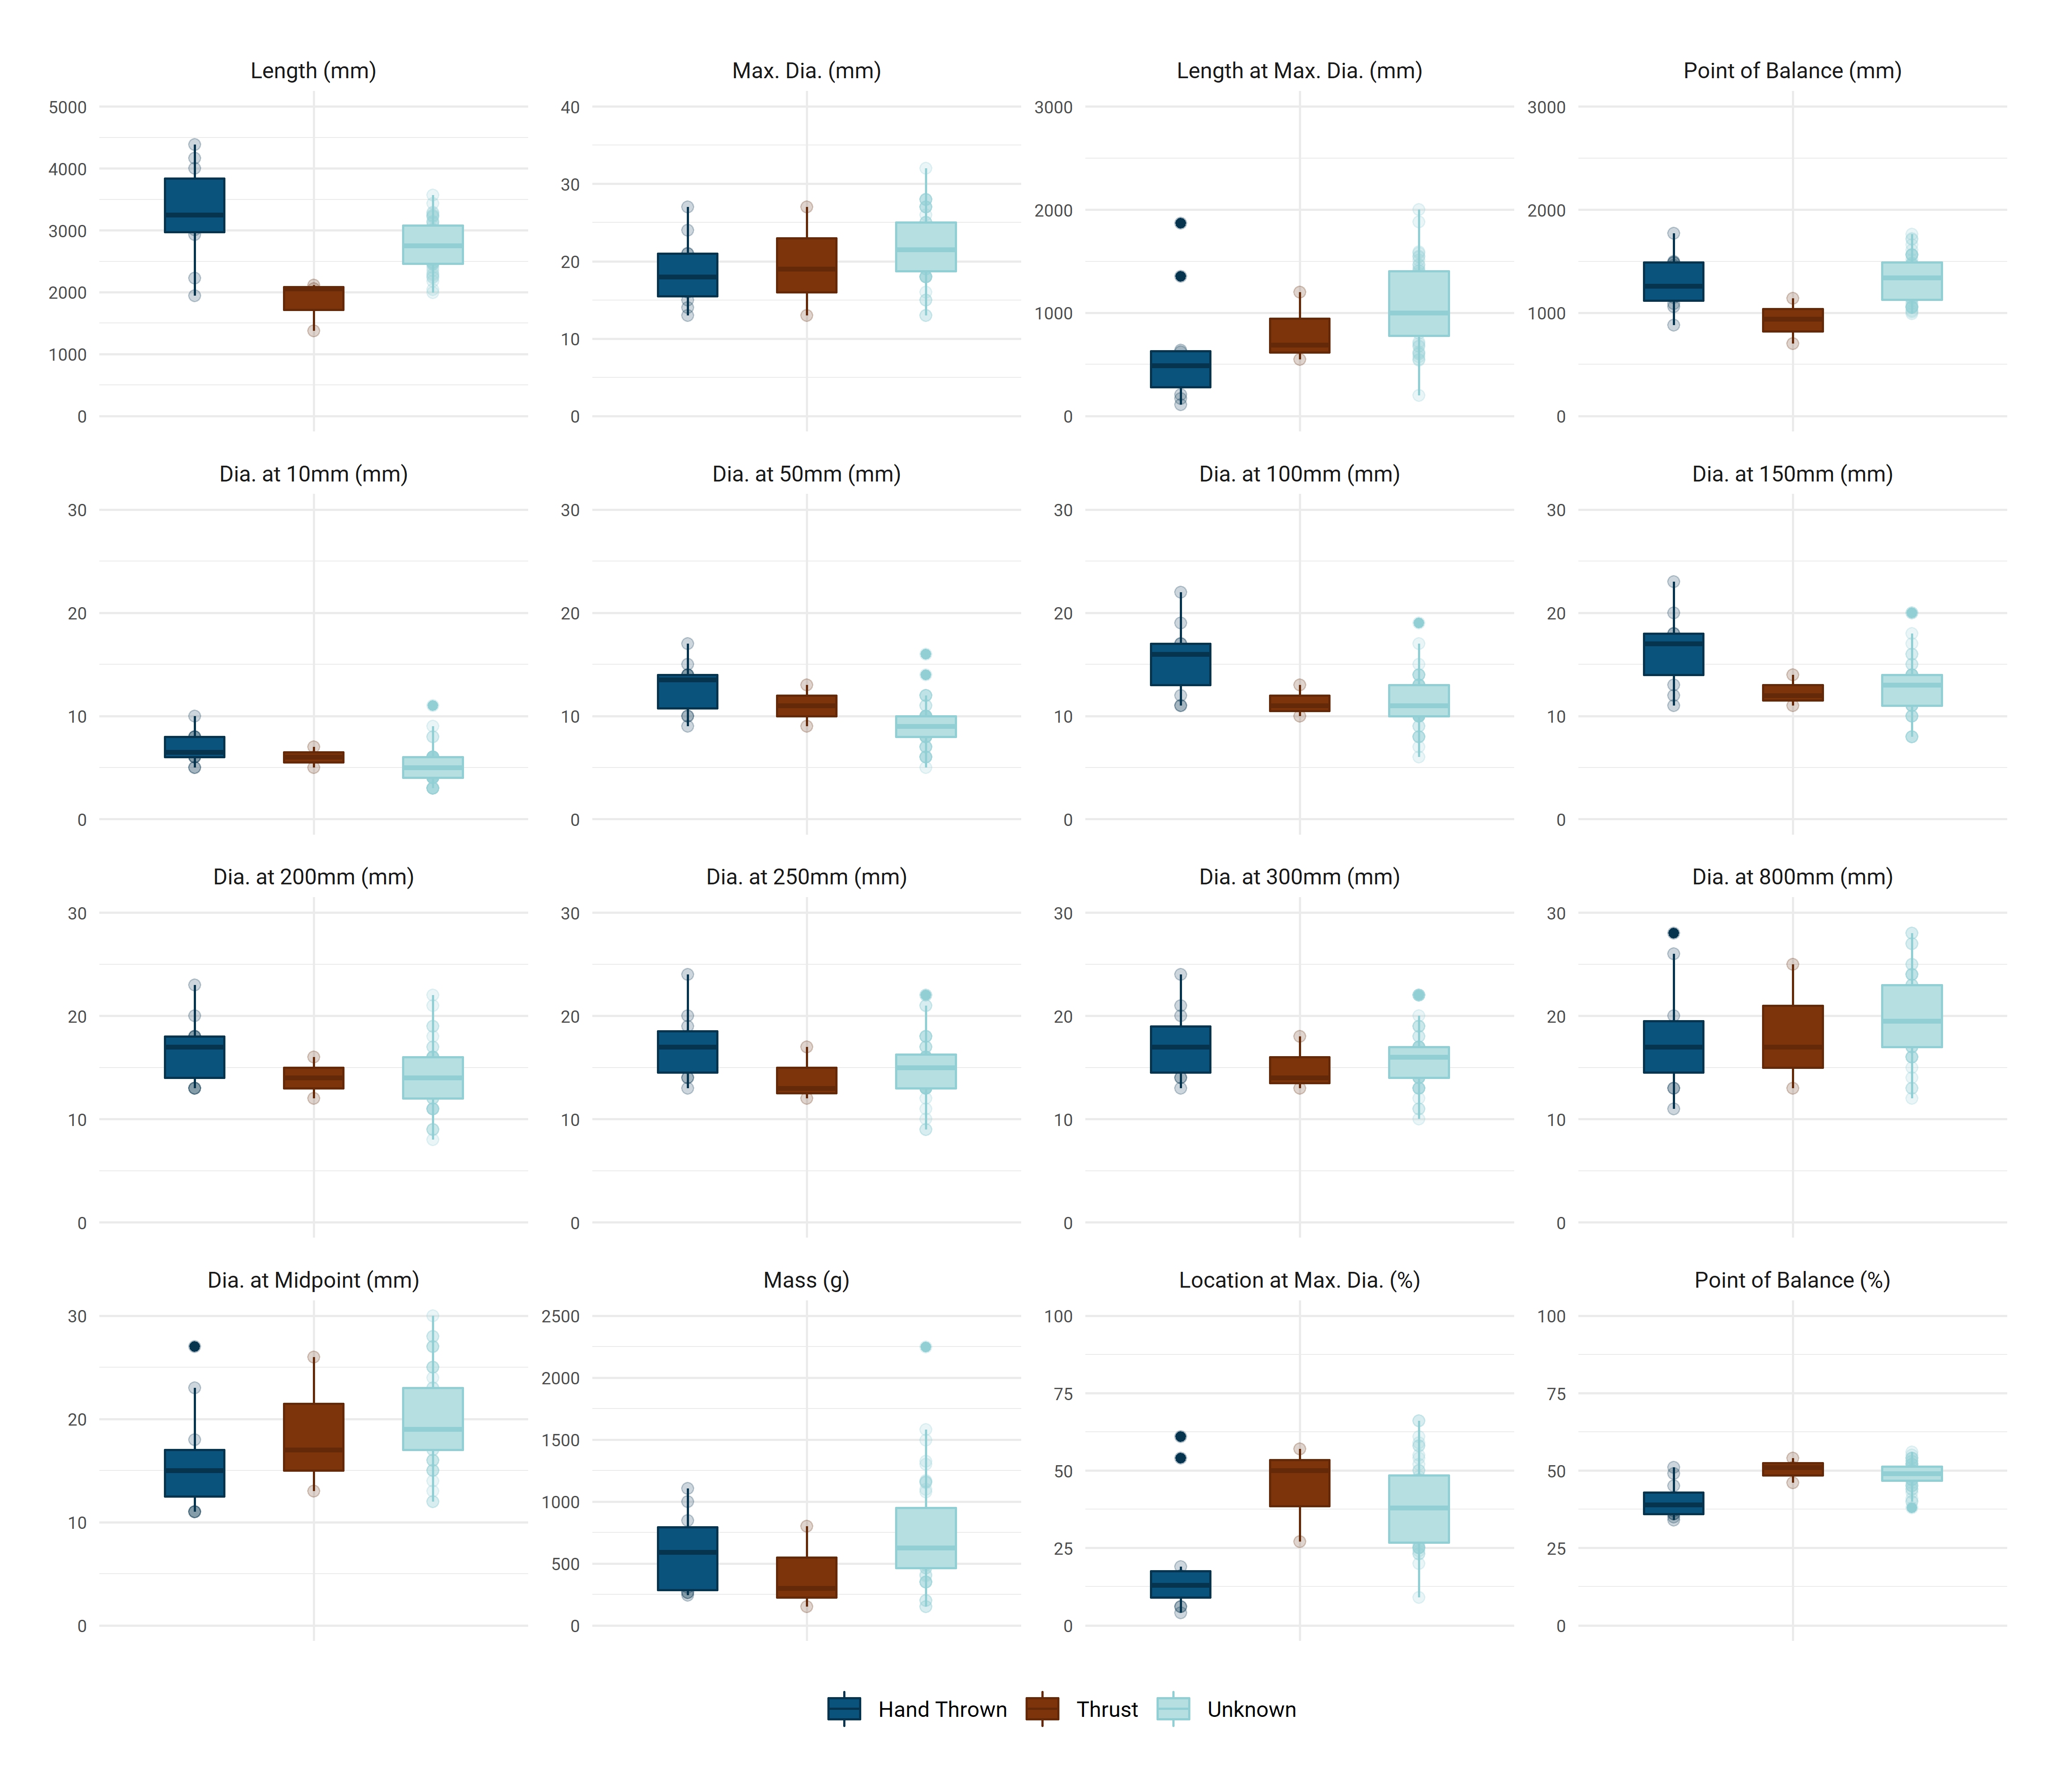 Length (mm) Max. Dia. (mm) Length at Max. Dia. (mm) Point of Balance (mm)
5000 40 3000 3000
4000 30 2000 2000
3000 20 1000 1000
2000 10 0 0
1000 0
0
Dia. at 10mm (mm) Dia. at 50mm (mm) Dia. at 100mm (mm) Dia. at 150mm (mm)
30 30 30 30
20 20 20 20
10 10 10 10
0 0 0 0
Dia. at 200mm (mm) Dia. at 250mm (mm) Dia. at 300mm (mm) Dia. at 800mm (mm)
30 30 30 30
20 20 20 20
10 10 10 10
0 0 0 0
Dia. at Midpoint (mm) Mass (g) Location at Max. Dia. (%) Point of Balance (%)
30 2500 100 100
20 2000 75 75
10 1500 50 50
0 1000 25 25
500 0 0
0
Hand Thrown Thrust Unknown